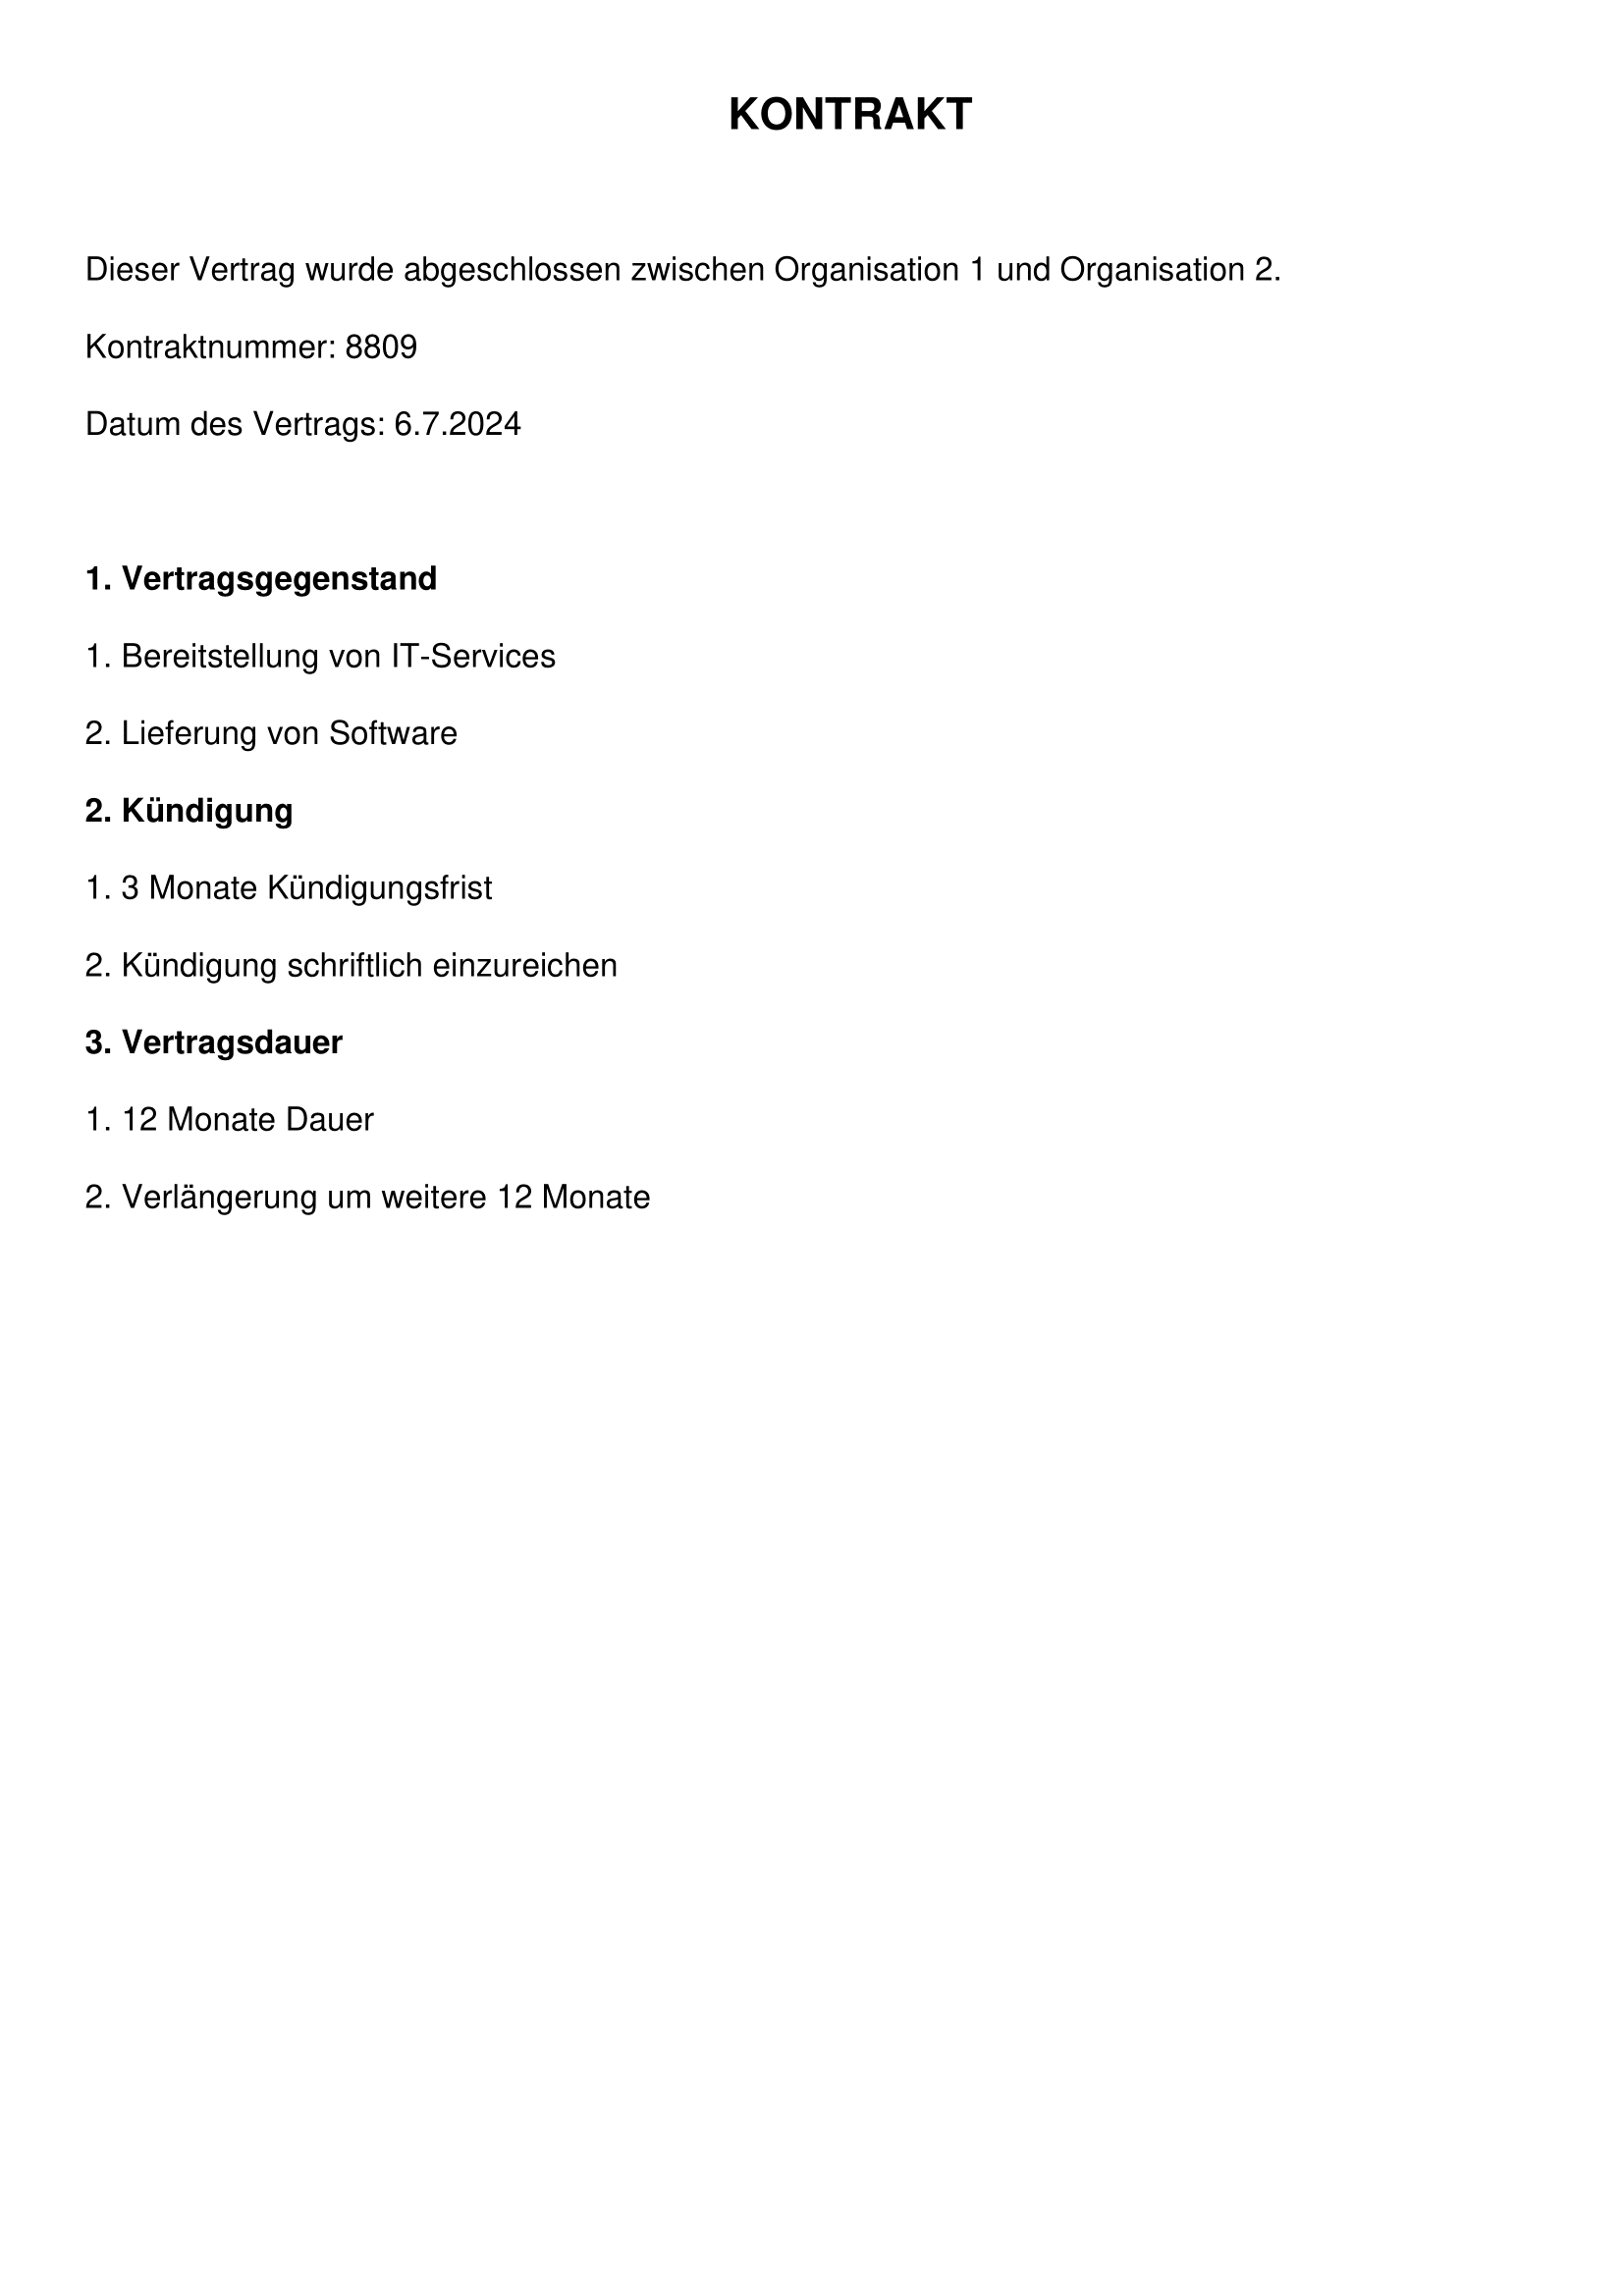 KONTRAKT
Dieser Vertrag wurde abgeschlossen zwischen Organisation 1 und Organisation 2.
Kontraktnummer: 8809
Datum des Vertrags: 6.7.2024
1. Vertragsgegenstand
1. Bereitstellung von IT-Services
2. Lieferung von Software
2. Kündigung
1. 3 Monate Kündigungsfrist
2. Kündigung schriftlich einzureichen
3. Vertragsdauer
1. 12 Monate Dauer
2. Verlängerung um weitere 12 Monate